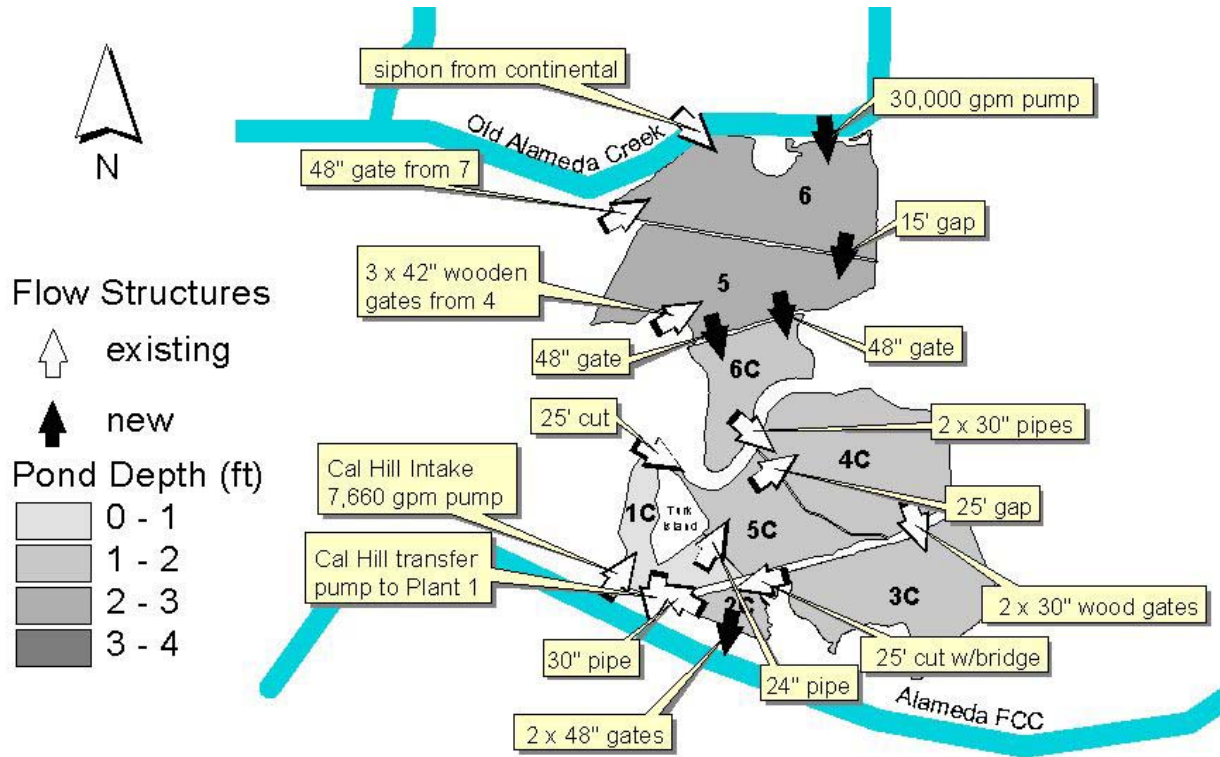 siphon from continental
30,000 gpm pump
Old Alameda Creek
N
48" gate from 7
6
15' gap
3 x 42" wooden
gates from 4
5
Flow Structures
existing
new
48" gate
48" gate
6C
25' cut
2 x 30" pipes
Pond Depth (ft)
0 - 1
1 - 2
2 - 3
3 - 4
Cal Hill Intake
7,660 gpm pump
4C
25' gap
1C
Turk
Island
5C
Cal Hill transfer
pump to Plant 1
3C
2C
2 x 30" wood gates
30" pipe
25' cut w/bridge
24" pipe
Alameda FCC
2 x 48" gates